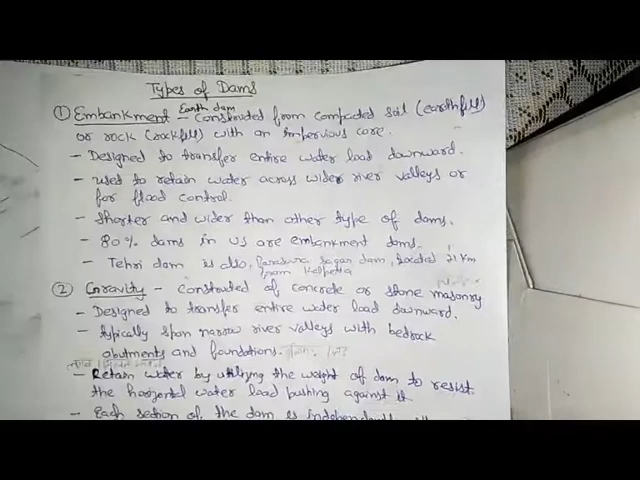 Types of Dams
Earth dam
① Embankment - Constructed from compacted soil (earthfill)
or rock (rockfill) with an impervious core.
- Designed to transfer entire water load downward.
- used to retain water across wider river valleys or
for flood control.
- Shorter and wider than other type of dams.
- 80% dams in US are embankment dams.
- Tehri dam is also, Banasura sagar dam, located 21 Km
from Kalpetta
② Gravity - Constructed of concrete or stone masonry
- Designed to transfer entire water load downward.
- typically span narrow river valleys with bedrock
abutments and foundations.
- Retain water by utilizing the weight of dam to resist
the horizontal water load pushing against it
- Each section of the dam is independently